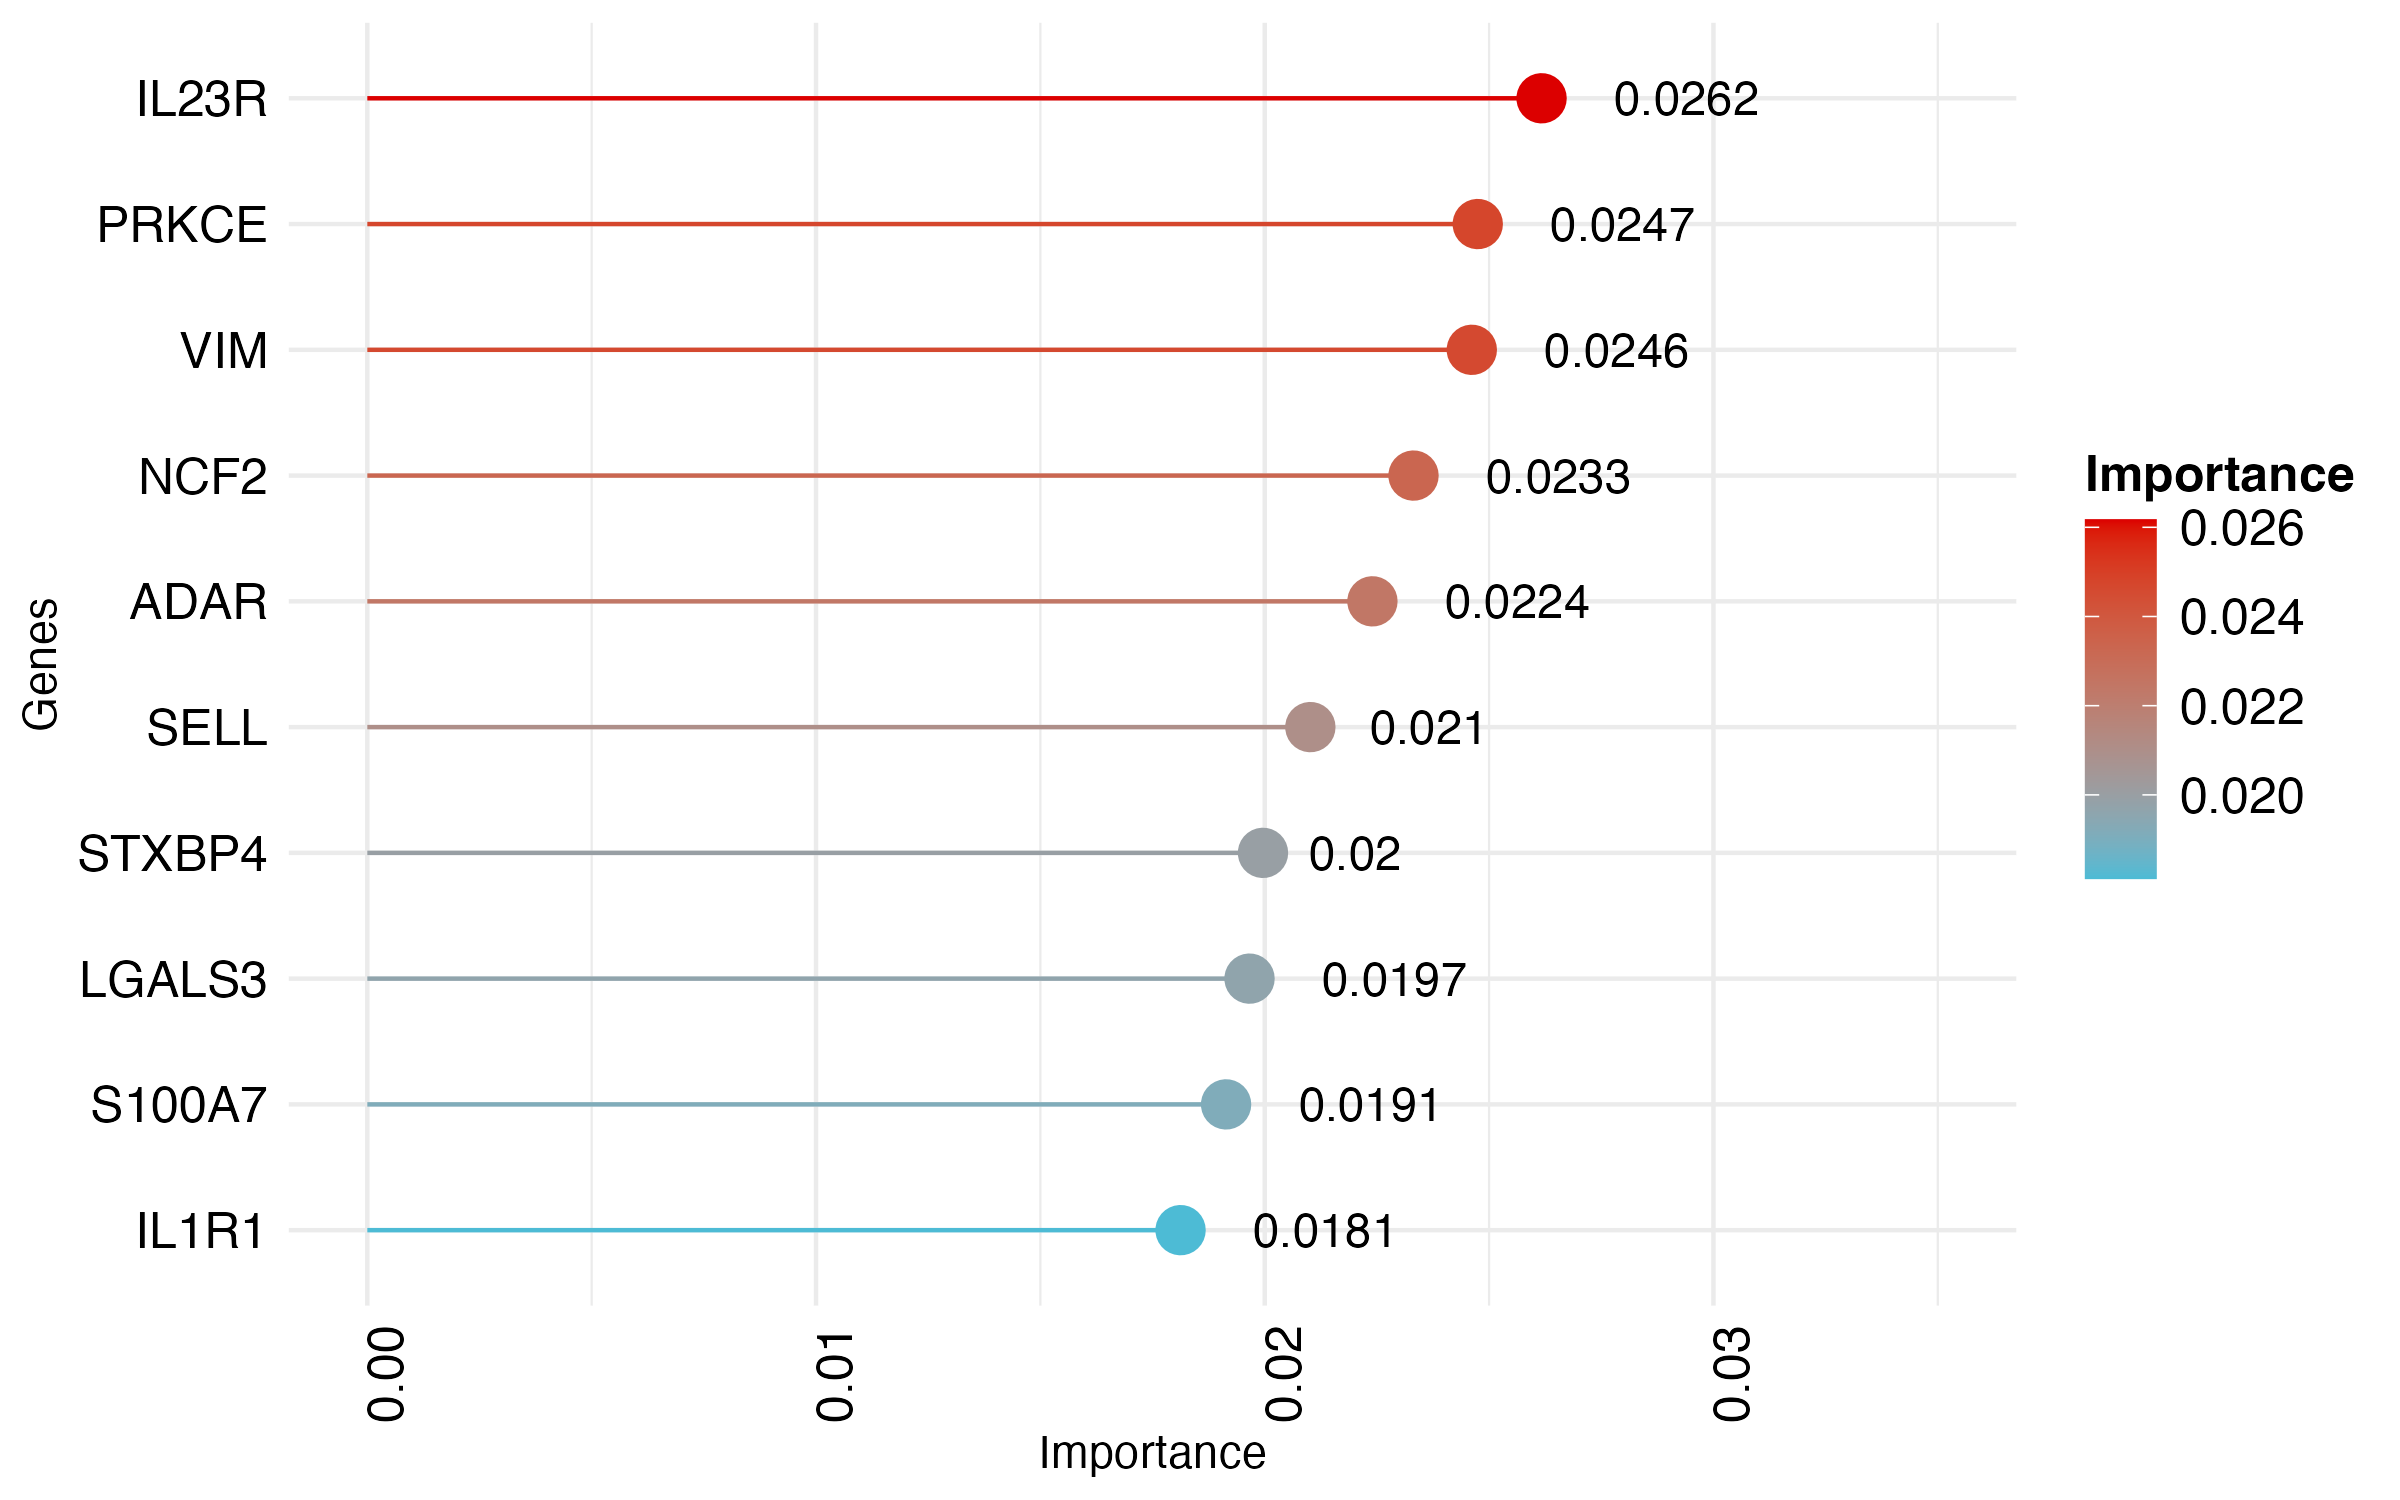 IL23R 0.0262
PRKCE 0.0247
VIM 0.0246
NCF2 0.0233
ADAR 0.0224
SELL 0.021
STXBP4 0.02
LGALS3 0.0197
S100A7 0.0191
IL1R1 0.0181
Genes
0.00 0.01 0.02 0.03
Importance
Importance
0.026
0.024
0.022
0.020